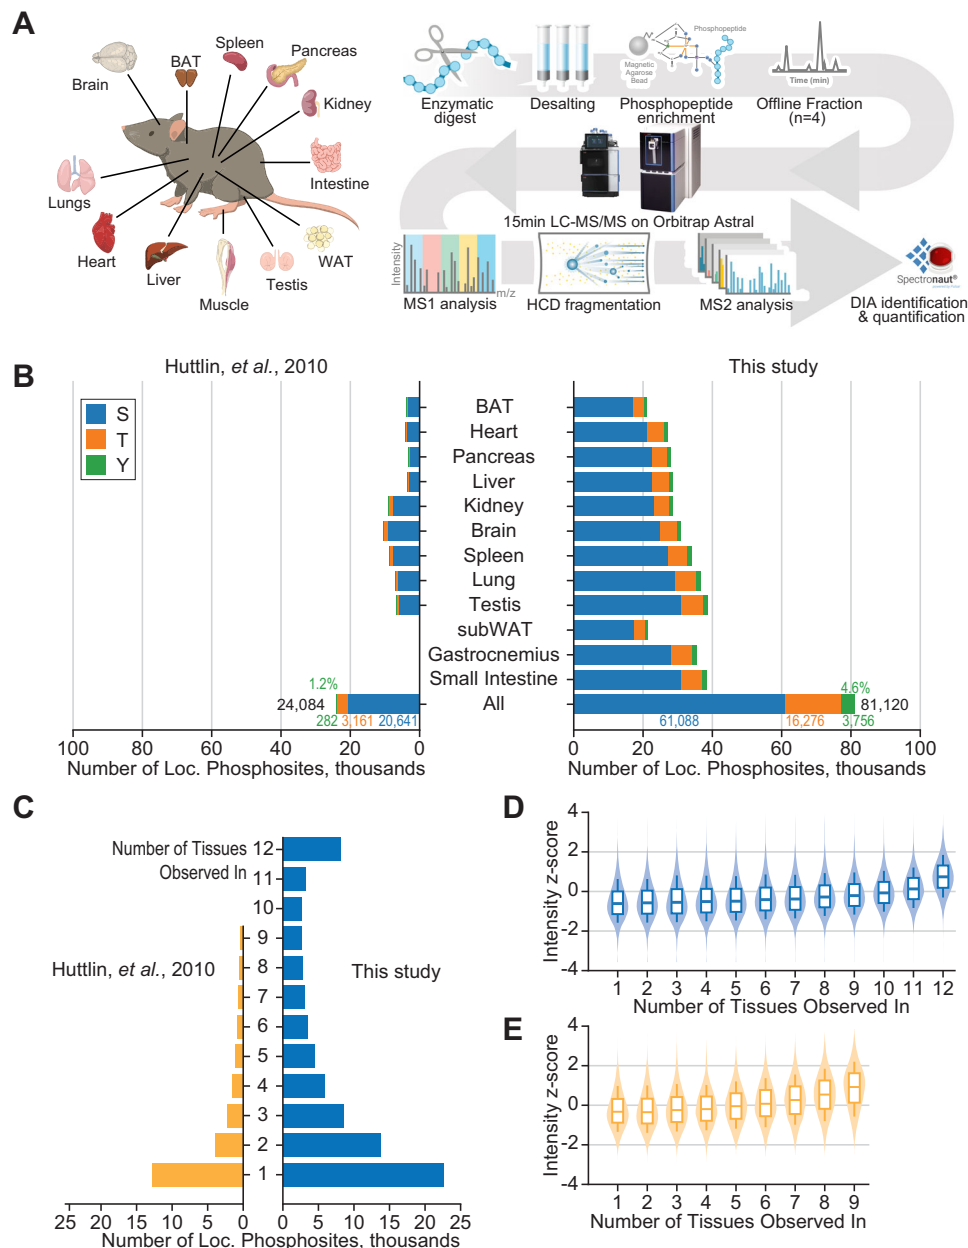 A
Brain
BAT
Spleen
Pancreas
Kidney
Lungs
Intestine
Heart
Liver
Muscle
Testis
WAT
Enzymatic
digest
Desalting
Magnetic
Agarose
Bead
Phosphopeptide
Phosphopeptide
enrichment
Time (min)
Offline Fraction
(n=4)
15min LC-MS/MS on Orbitrap Astral
Intensity
m/z
MS1 analysis
HCD fragmentation
MS2 analysis
Spectronaut®
DIA identification
& quantification
B
Huttlin, et al., 2010
This study
S
T
Y
BAT
Heart
Pancreas
Liver
Kidney
Brain
Spleen
Lung
Testis
subWAT
Gastrocnemius
Small Intestine
All
1.2%
24,084
282 3,161 20,641
4.6%
81,120
61,088 16,276 3,756
100 80 60 40 20 0
0 20 40 60 80 100
Number of Loc. Phosphosites, thousands
Number of Loc. Phosphosites, thousands
C
Number of Tissues
Observed In
12
11
10
9
8
7
6
5
4
3
2
1
Huttlin, et al., 2010
This study
25 20 15 10 5 0
0 5 10 15 20 25
Number of Loc. Phosphosites, thousands
D
Intensity z-score
4
2
0
-2
-4
1 2 3 4 5 6 7 8 9 10 11 12
Number of Tissues Observed In
E
Intensity z-score
4
2
0
-2
-4
1 2 3 4 5 6 7 8 9
Number of Tissues Observed In